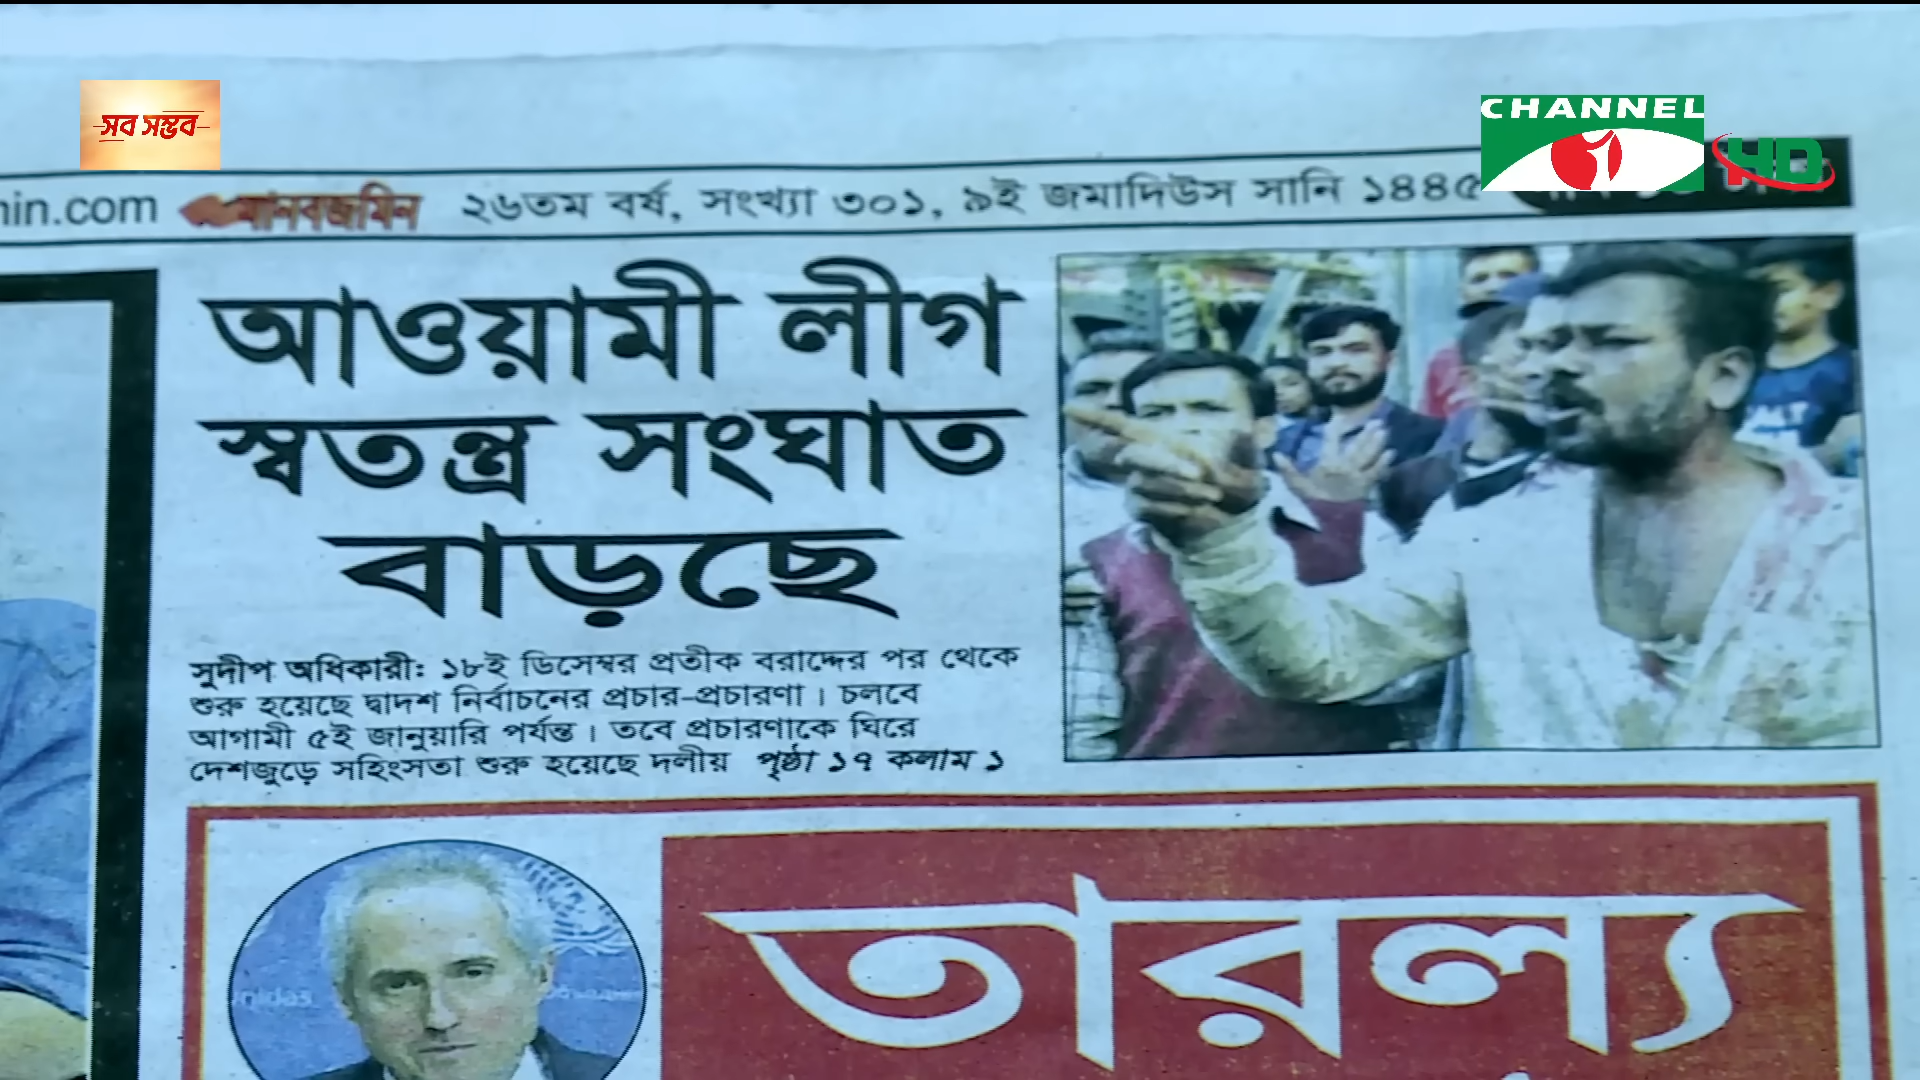 CHANNEL
সব সম্ভব
HD
in.com মানবজমিন ২৬তম বর্ষ, সংখ্যা ৩০১, ৯ই জমাদিউস সানি ১৪৪৫
আওয়ামী লীগ
স্বতন্ত্র সংঘাত
বাড়ছে
সুদীপ অধিকারী: ১৮ই ডিসেম্বর প্রতীক বরাদ্দের পর থেকে
শুরু হয়েছে দ্বাদশ নির্বাচনের প্রচার-প্রচারণা। চলবে
আগামী ৫ই জানুয়ারি পর্যন্ত। তবে প্রচারণাকে ঘিরে
দেশজুড়ে সহিংসতা শুরু হয়েছে দলীয় পৃষ্ঠা ১৭ কলাম ১
তারল্য